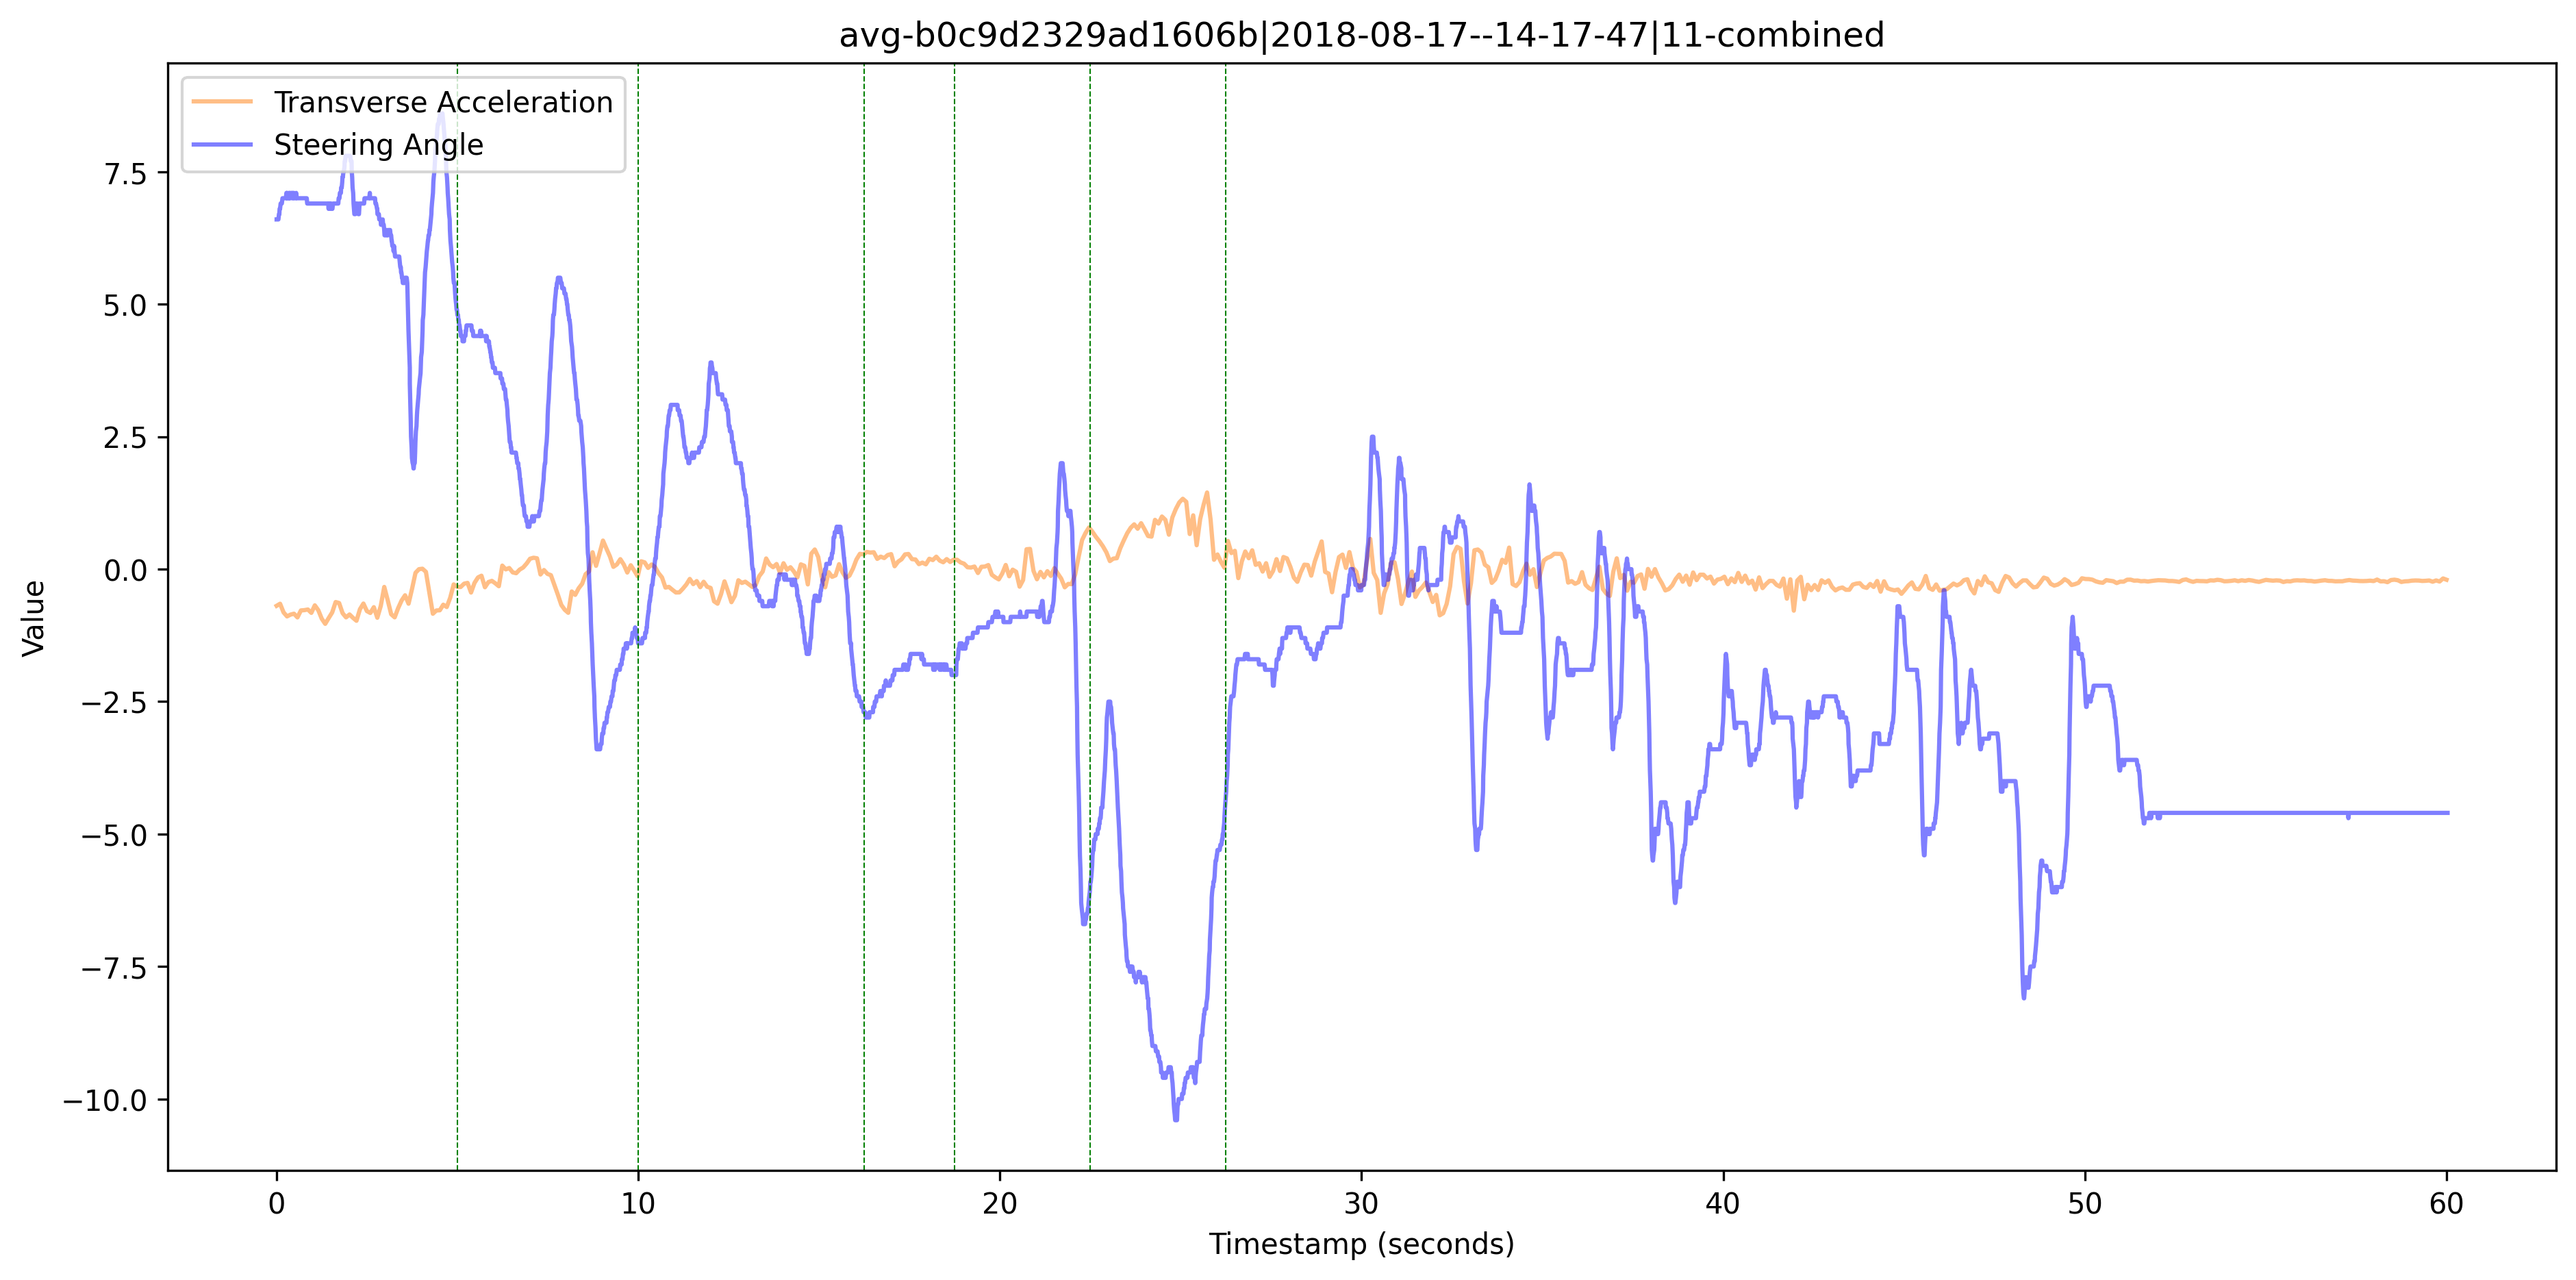 avg-b0c9d2329ad1606b|2018-08-17--14-17-47|11-combined
Transverse Acceleration
Steering Angle
7.5
5.0
2.5
0.0
−2.5
−5.0
−7.5
−10.0
Value
0 10 20 30 40 50 60
Timestamp (seconds)